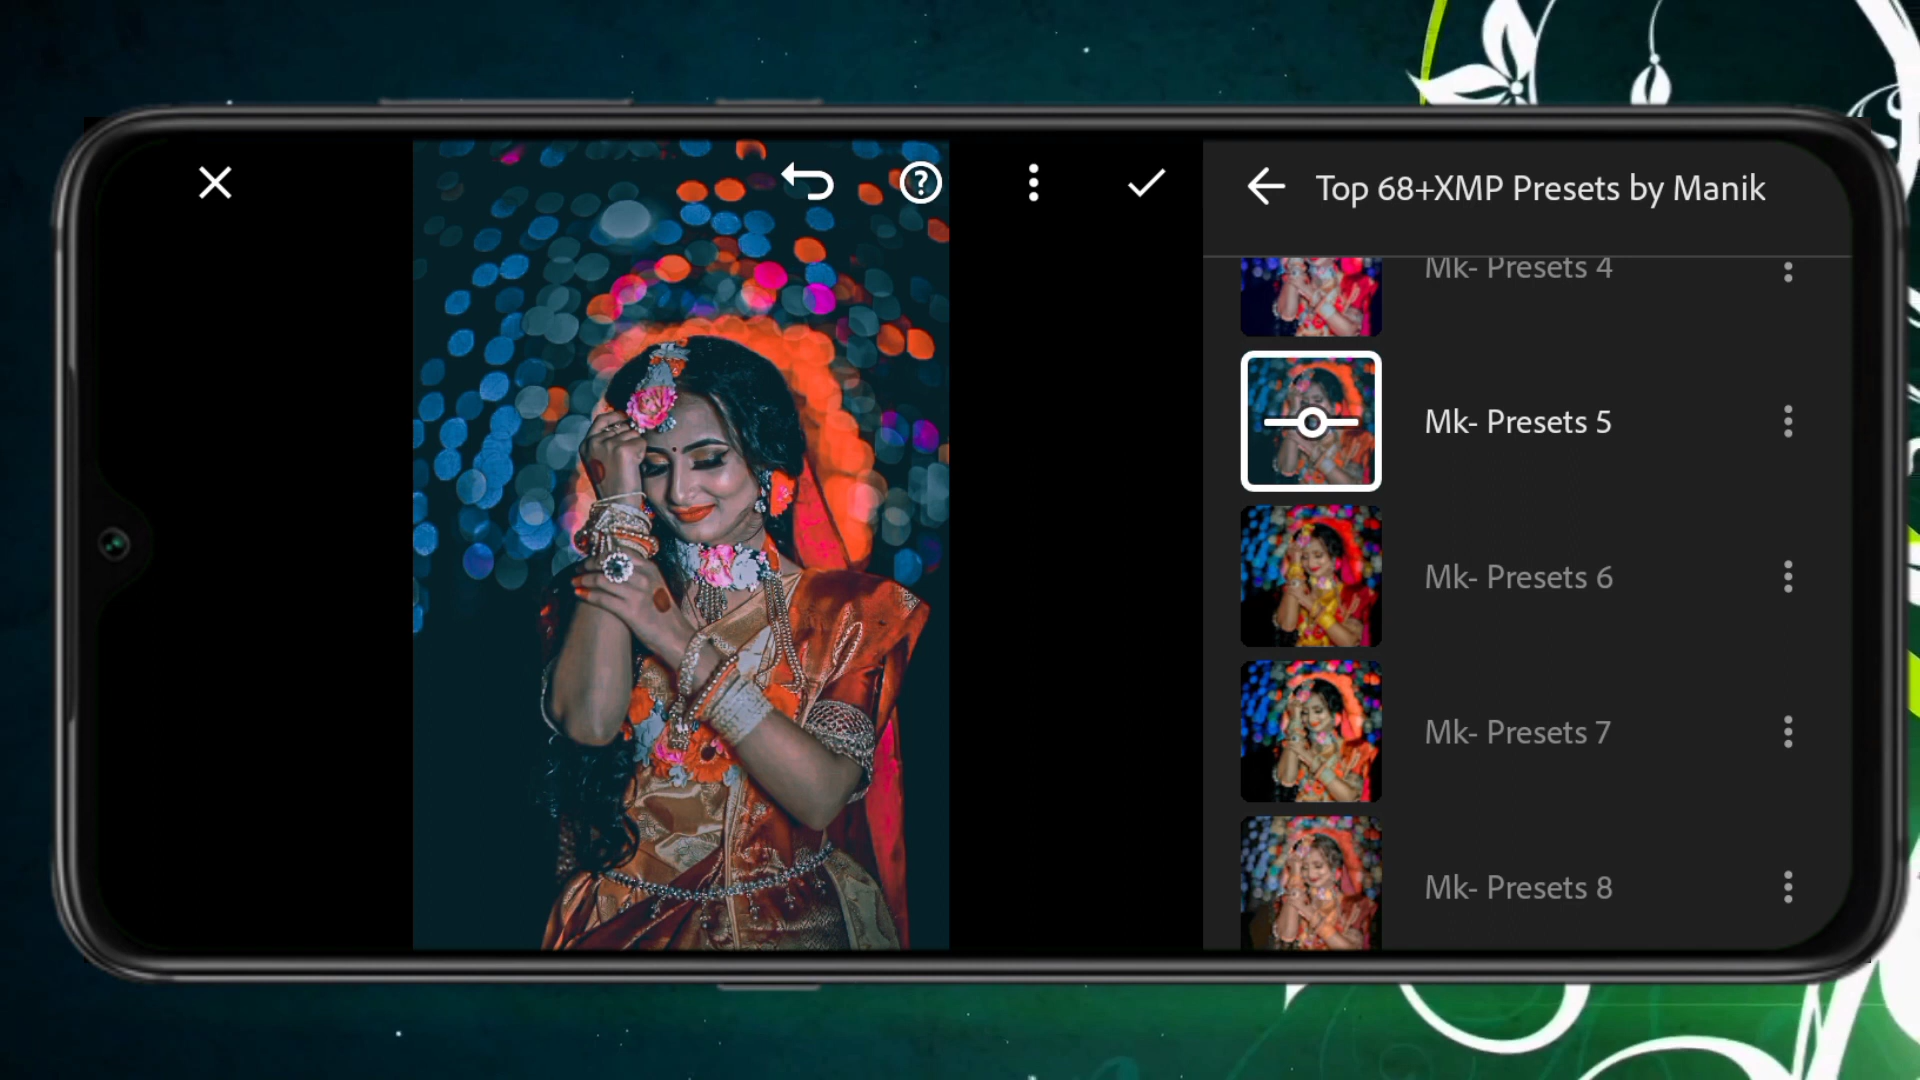 Top 68+XMP Presets by Manik
Mk- Presets 4
Mk- Presets 5
Mk- Presets 6
Mk- Presets 7
Mk- Presets 8